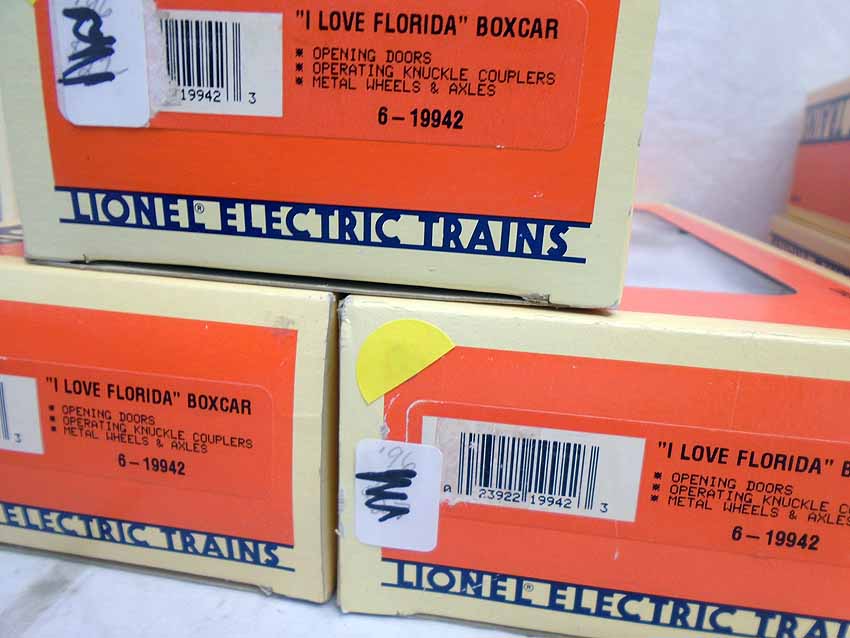 "I LOVE FLORIDA" BOXCAR
* OPENING DOORS
* OPERATING KNUCKLE COUPLERS
* METAL WHEELS & AXLES
6-19942
19942 3
LIONEL® ELECTRIC TRAINS
"I LOVE FLORIDA" BOXCAR
* OPENING DOORS
* OPERATING KNUCKLE COUPLERS
* METAL WHEELS & AXLES
6-19942
3
ELECTRIC TRAINS
'96
"I LOVE FLORIDA" B
* OPENING DOORS
* OPERATING KNUCKLE C
* METAL WHEELS & AXLES
6-19942
23922 19942 3
LIONEL® ELECTRIC TRAI